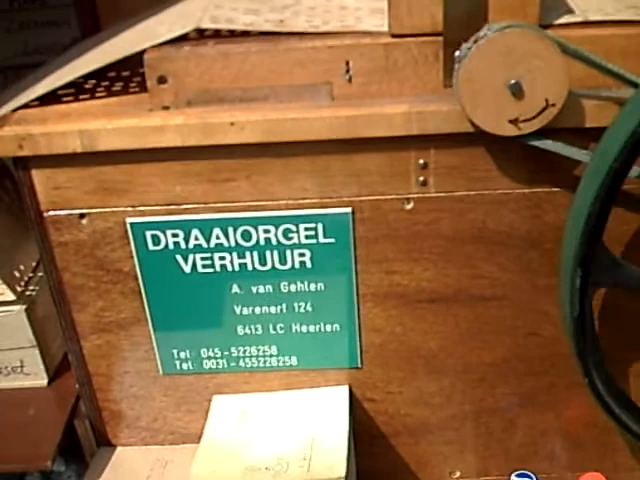 DRAAIORGEL
VERHUUR
A. van Gehlen
Varenerf 124
6413 LC Heerlen
Tel: 045-5226258
Tel: 0031-455226258